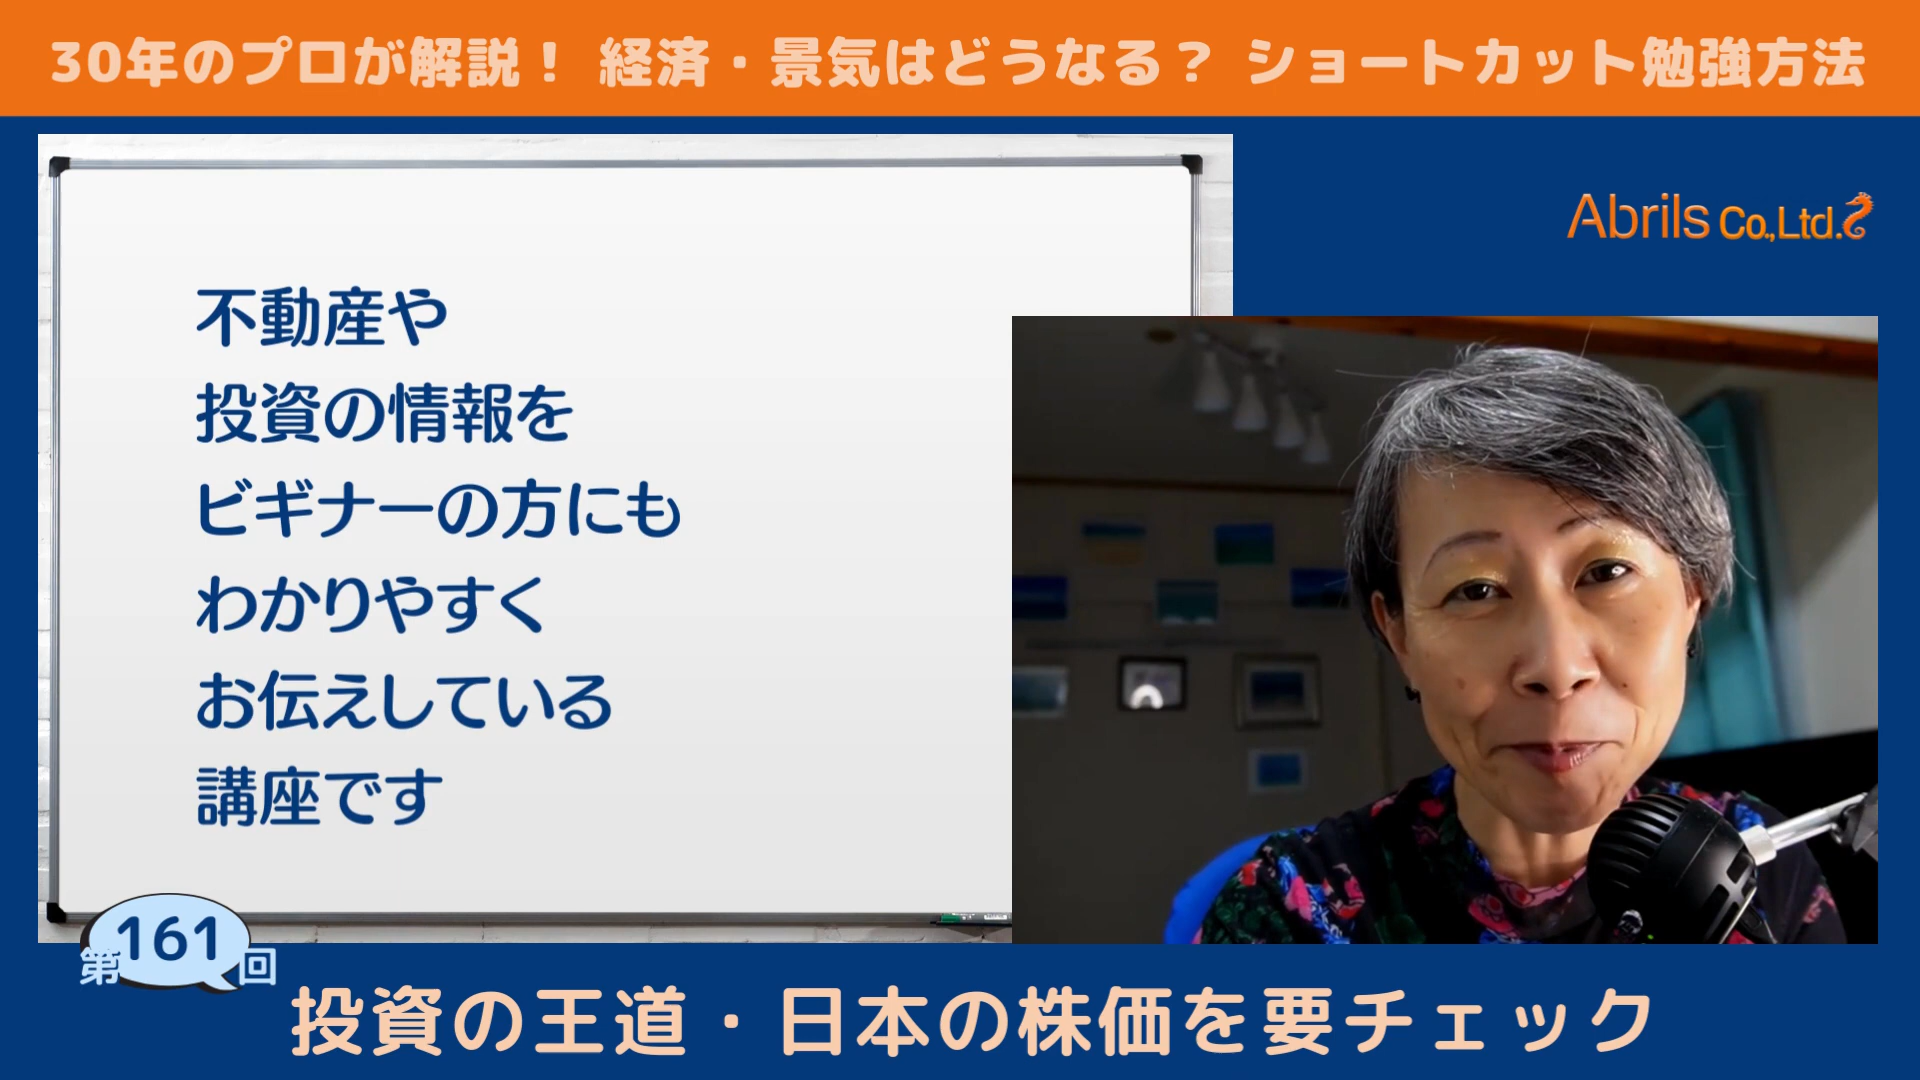 30年のプロが解説！ 経済・景気はどうなる？ ショートカット勉強方法
Abrils Co.,Ltd.
不動産や
投資の情報を
ビギナーの方にも
わかりやすく
お伝えしている
講座です
第161回
投資の王道・日本の株価を要チェック